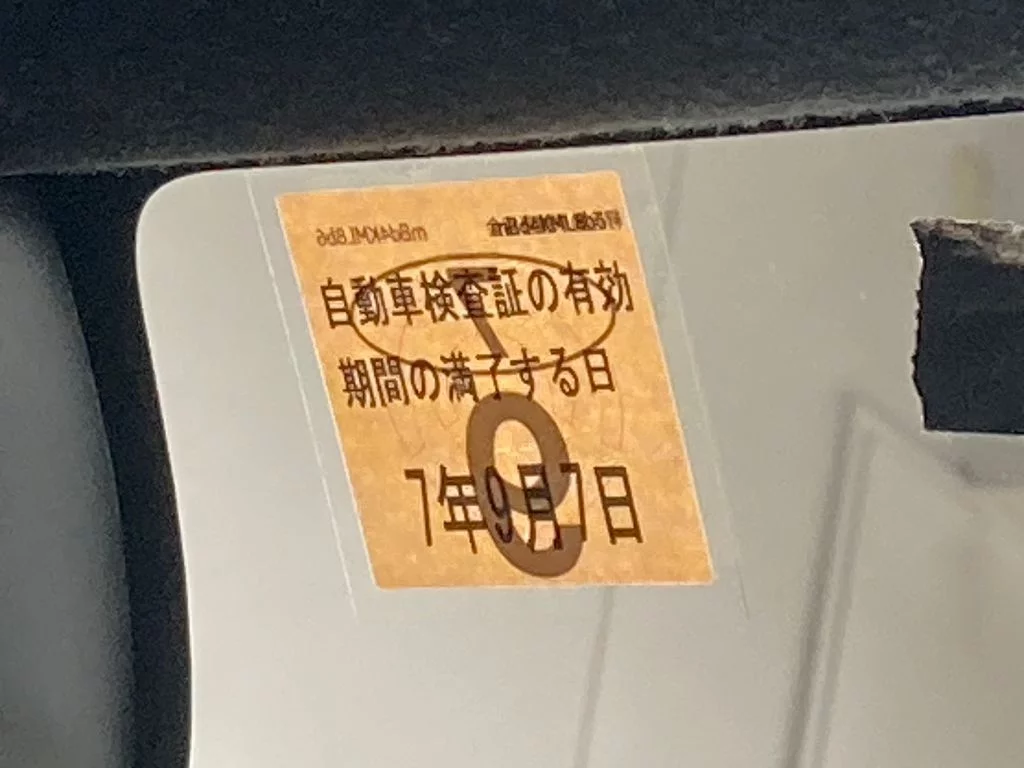 自動車検査証の有効
期間の満了する日
7年9月7日